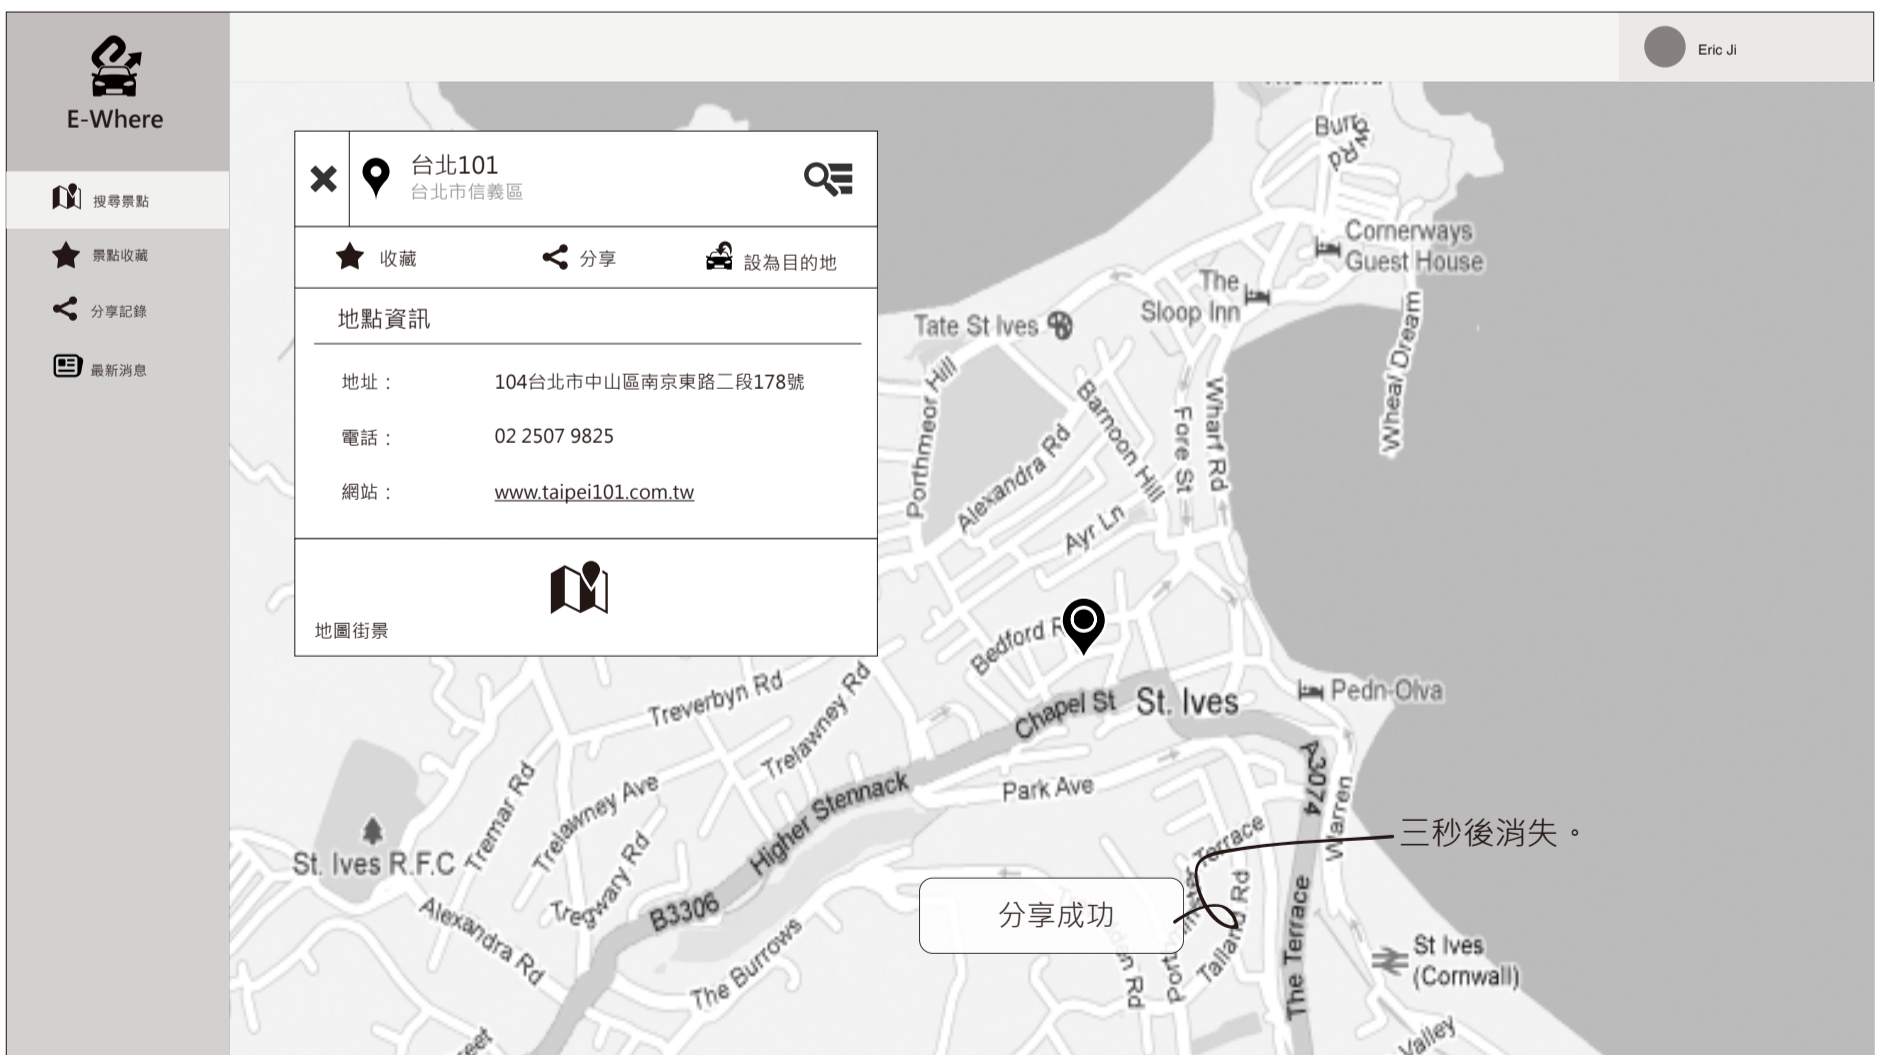 E-Where
Eric Ji
搜尋景點
景點收藏
分享記錄
最新消息
台北101
台北市信義區
收藏
分享
設為目的地
地點資訊
地址：
104台北市中山區南京東路二段178號
電話：
02 2507 9825
網站：
www.taipei101.com.tw
地圖街景
Burrow Rd
Cornerways
Guest House
The
Sloop Inn
Tate St Ives
Wheal Dream
Porthmeor Hill
Barnoon Hill
Fore St
Wharf Rd
Alexandra Rd
Ayr Ln
Bedford R
Chapel St
St. Ives
Pedn-Olva
Treverbyn Rd
Trelawney Rd
Trelawney Ave
Tremar Rd
Tregwary Rd
Higher Stennack
Park Ave
A3074
Warren
Terrace
三秒後消失。
St. Ives R.F.C
Alexandra Rd
B3306
The Burrows
分享成功
Talland Rd
The Terrace
St Ives
(Cornwall)
Valley